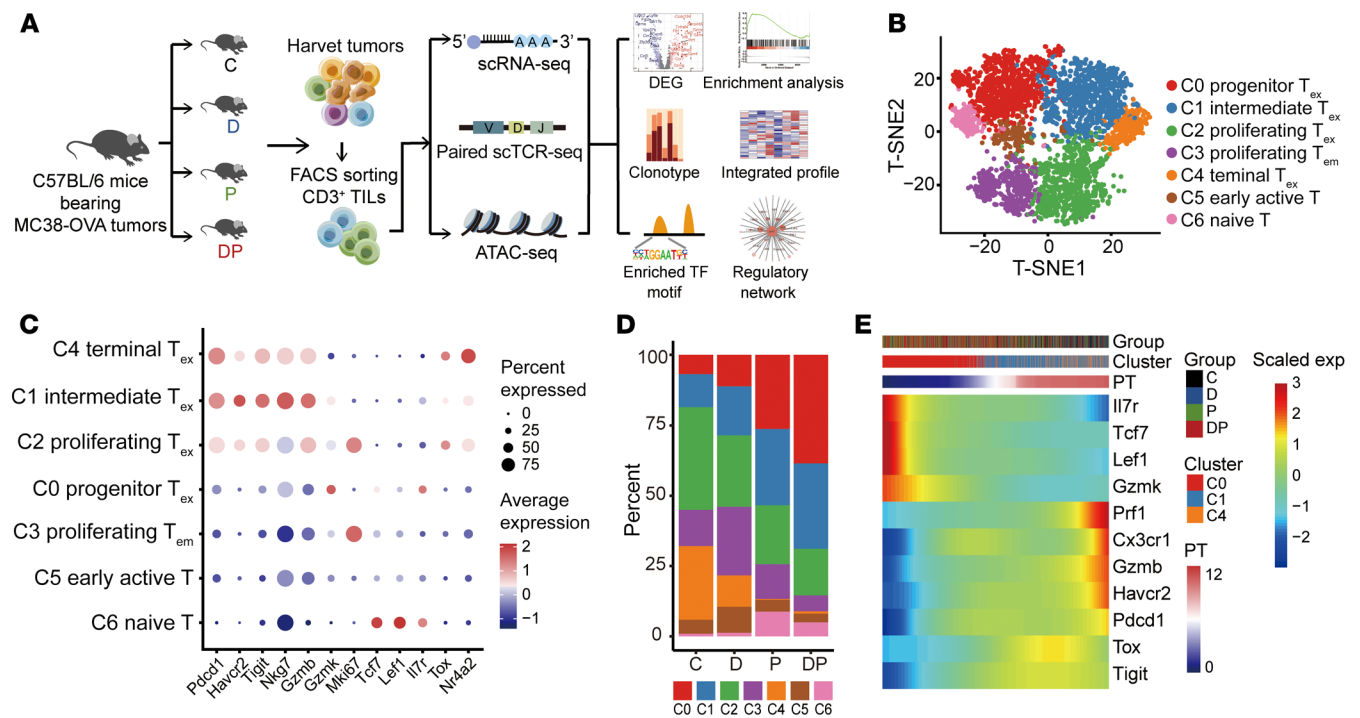 A
C57BL/6 mice
bearing
MC38-OVA tumors
C
D
P
DP
Harvet tumors
FACS sorting
CD3+ TILs
5' AAA-3'
scRNA-seq
V D J
Paired scTCR-seq
ATAC-seq
DEG
Enrichment analysis
Clonotype
Integrated profile
Enriched TF
motif
Regulatory
network
B
T-SNE2
20
0
−20
−20 0 20
T-SNE1
C0 progenitor Tex
C1 intermediate Tex
C2 proliferating Tex
C3 proliferating Tem
C4 teminal Tex
C5 early active T
C6 naive T
C
C4 terminal Tex
C1 intermediate Tex
C2 proliferating Tex
C0 progenitor Tex
C3 proliferating Tem
C5 early active T
C6 naive T
Pdcd1
Havcr2
Tigit
Nkg7
Gzmb
Gzmk
Mki67
Tcf7
Lef1
Il7r
Tox
Nr4a2
Percent
expressed
0
25
50
75
Average
expression
2
1
0
−1
D
Percent
100
75
50
25
0
C D P DP
C0 C1 C2 C3 C4 C5 C6
E
Group
Cluster
PT
Il7r
Tcf7
Lef1
Gzmk
Prf1
Cx3cr1
Gzmb
Havcr2
Pdcd1
Tox
Tigit
Group
C
D
P
DP
Cluster
C0
C1
C4
PT
12
0
Scaled exp
3
2
1
0
−1
−2